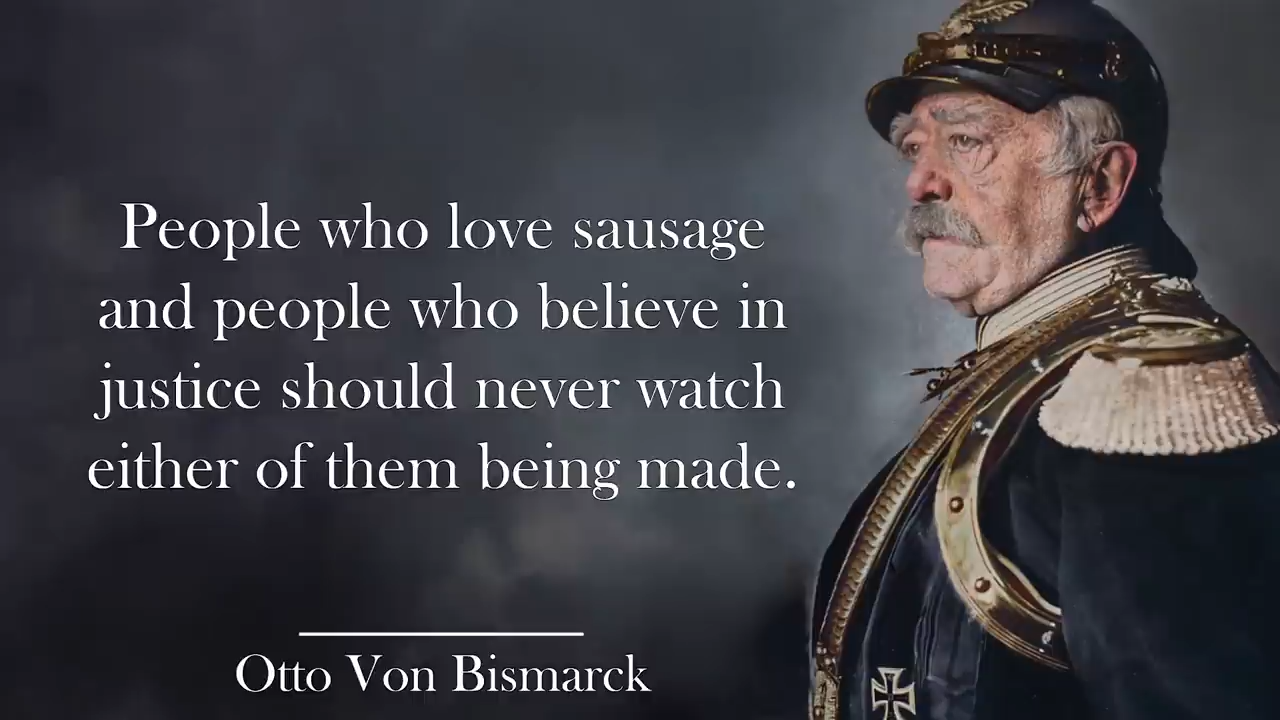 People who love sausage
and people who believe in
justice should never watch
either of them being made.
Otto Von Bismarck